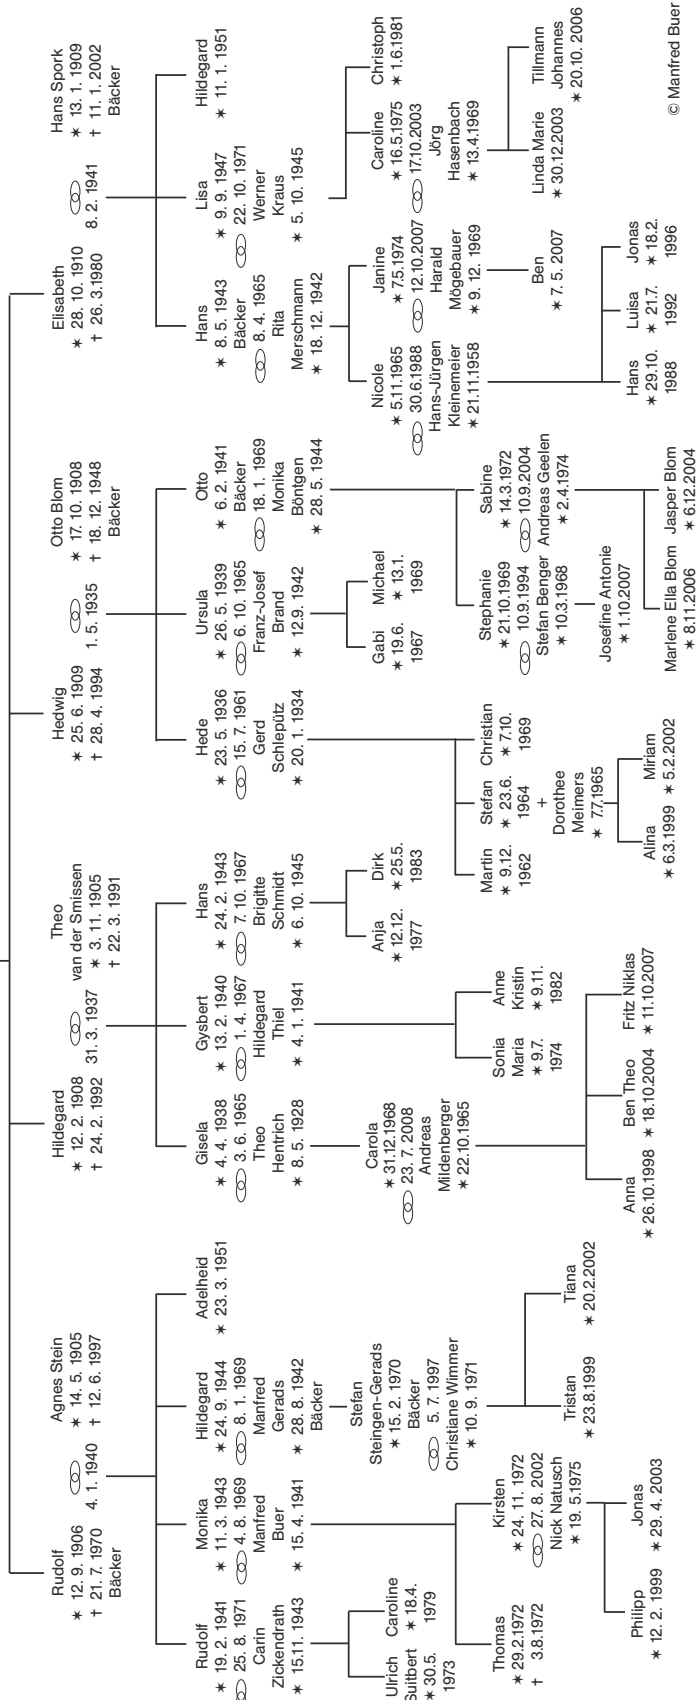 Rudolf
✶ 12. 9. 1906
† 21. 7. 1970
Bäcker
4. 1. 1940
Agnes Stein
✶ 14. 5. 1905
† 12. 6. 1997
Hildegard
✶ 12. 2. 1908
† 24. 2. 1992
31. 3. 1937
Theo
van der Smissen
✶ 3. 11. 1905
† 22. 3. 1991
Hedwig
✶ 25. 6. 1909
† 28. 4. 1994
1. 5. 1935
Otto Blom
✶ 17. 10. 1908
† 18. 12. 1948
Bäcker
Elisabeth
✶ 28. 10. 1910
† 26. 3.1980
8. 2. 1941
Hans Spork
✶ 13. 1. 1909
† 11. 1. 2002
Bäcker
Rudolf
✶ 19. 2. 1941
25. 8. 1971
Carin
Zickendrath
✶ 15.11. 1943
Monika
✶ 11. 3. 1943
4. 8. 1969
Manfred
Buer
✶ 15. 4. 1941
Hildegard
✶ 24. 9. 1944
8. 1. 1969
Manfred
Gerads
✶ 28. 8. 1942
Bäcker
Adelheid
✶ 23. 3. 1951
Gisela
✶ 4. 4. 1938
3. 6. 1965
Theo
Hentrich
✶ 8. 5. 1928
Gysbert
✶ 13. 2. 1940
1. 4. 1967
Hildegard
Thiel
✶ 4. 1. 1941
Hans
✶ 24. 2. 1943
7. 10. 1967
Brigitte
Schmidt
✶ 6. 10. 1945
Hede
✶ 23. 5. 1936
15. 7. 1961
Gerd
Schlepütz
✶ 20. 1. 1934
Ursula
✶ 26. 5. 1939
6. 10. 1965
Franz-Josef
Brand
✶ 12.9. 1942
Otto
✶ 6. 2. 1941
Bäcker
18. 1. 1969
Monika
Böntgen
✶ 28. 5. 1944
Hans
✶ 8. 5. 1943
Bäcker
8. 4. 1965
Rita
Merschmann
✶ 18. 12. 1942
Lisa
✶ 9. 9. 1947
22. 10. 1971
Werner
Kraus
✶ 5. 10. 1945
Hildegard
✶ 11. 1. 1951
Ulrich
Suitbert
✶ 30.5.
1973
Caroline
✶ 18.4.
1979
Stefan
Steingen-Gerads
✶ 15. 2. 1970
Bäcker
5. 7. 1997
Christiane Wimmer
✶ 10. 9. 1971
Carola
✶ 31.12.1968
23. 7. 2008
Andreas
Mildenberger
✶ 22.10.1965
Anja
✶ 12.12.
1977
Dirk
✶ 25.5.
1983
Gabi
✶ 19.6.
1967
Michael
✶ 13.1.
1969
Nicole
✶ 5.11.1965
30.6.1988
Hans-Jürgen
Kleinemeier
✶ 21.11.1958
Janine
✶ 7.5.1974
12.10.2007
Harald
Mögebauer
✶ 9. 12. 1969
Caroline
✶ 16.5.1975
17.10.2003
Jörg
Hasenbach
✶ 13.4.1969
Christoph
✶ 1.6.1981
Thomas
✶ 29.2.1972
† 3.8.1972
Kirsten
✶ 24. 11. 1972
27. 8. 2002
Nick Natusch
✶ 19. 5.1975
Sonia
Maria
✶ 9.7.
1974
Anne
Kristin
✶ 9.11.
1982
Martin
✶ 9.12.
1962
Stefan
✶ 23.6.
1964
+
Dorothee
Meimers
✶ 7.7.1965
Christian
✶ 7.10.
1969
Stephanie
✶ 21.10.1969
10.9.1994
Stefan Benger
✶ 10.3.1968
Sabine
✶ 14.3.1972
10.9.2004
Andreas Geelen
✶ 2.4.1974
Tristan
✶ 23.8.1999
Tiana
✶ 20.2.2002
Ben
✶ 7. 5. 2007
Linda Marie
✶ 30.12.2003
Tillmann
Johannes
✶ 20.10. 2006
Philipp
✶ 12. 2. 1999
Jonas
✶ 29. 4. 2003
Anna
✶ 26.10.1998
Ben Theo
✶ 18.10.2004
Fritz Niklas
✶ 11.10.2007
Alina
✶ 6.3.1999
Miriam
✶ 5.2.2002
Josefine Antonie
✶ 1.10.2007
Marlene Ella Blom
✶ 8.11.2006
Jasper Blom
✶ 6.12.2004
Hans
✶ 29.10.
1988
Luisa
✶ 21.7.
1992
Jonas
✶ 18.2.
1996
© Manfred Buer